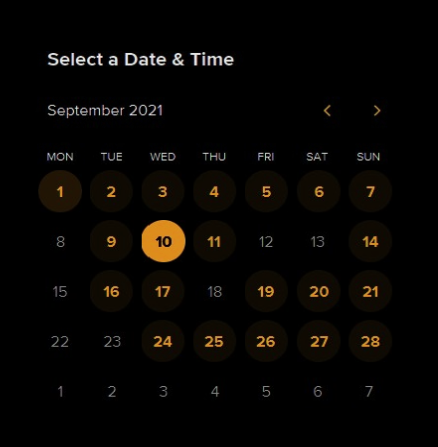 Select a Date & Time
September 2021
MON TUE WED THU FRI SAT SUN
1 2 3 4 5 6 7
8 9 10 11 12 13 14
15 16 17 18 19 20 21
22 23 24 25 26 27 28
1 2 3 4 5 6 7